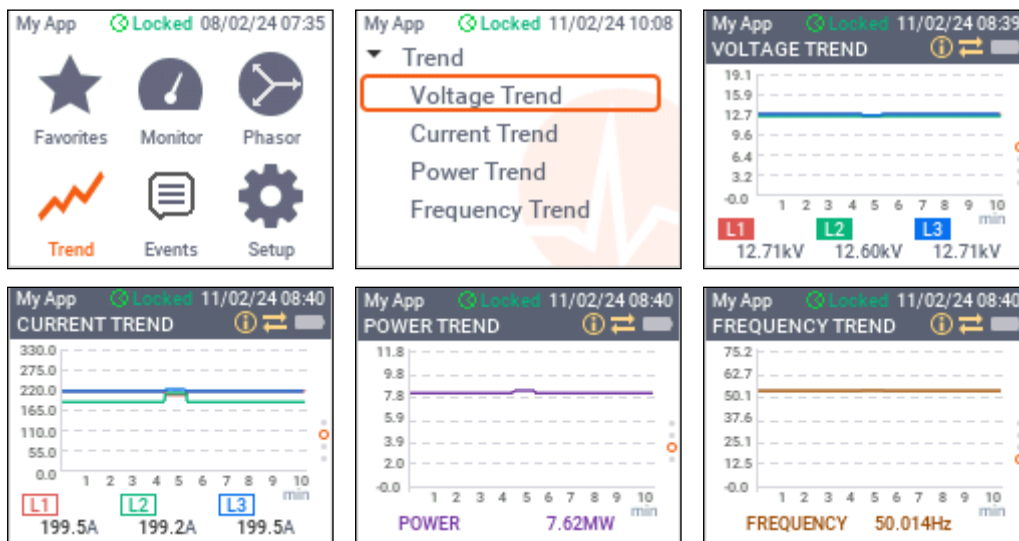 My App Locked 08/02/24 07:35
Favorites Monitor Phasor
Trend Events Setup
My App Locked 11/02/24 10:08
Trend
Voltage Trend
Current Trend
Power Trend
Frequency Trend
My App Locked 11/02/24 08:39
VOLTAGE TREND
19.1
15.9
12.7
9.6
6.4
3.2
-0.0
1 2 3 4 5 6 7 8 9 10
min
L1 L2 L3
12.71kV 12.60kV 12.71kV
My App Locked 11/02/24 08:40
CURRENT TREND
330.0
275.0
220.0
165.0
110.0
55.0
0.0
1 2 3 4 5 6 7 8 9 10
min
L1 L2 L3
199.5A 199.2A 199.5A
My App Locked 11/02/24 08:40
POWER TREND
11.8
9.8
7.8
5.9
3.9
2.0
-0.0
1 2 3 4 5 6 7 8 9 10
min
POWER 7.62MW
My App Locked 11/02/24 08:40
FREQUENCY TREND
75.2
62.7
50.1
37.6
25.1
12.5
-0.0
1 2 3 4 5 6 7 8 9 10
min
FREQUENCY 50.014Hz